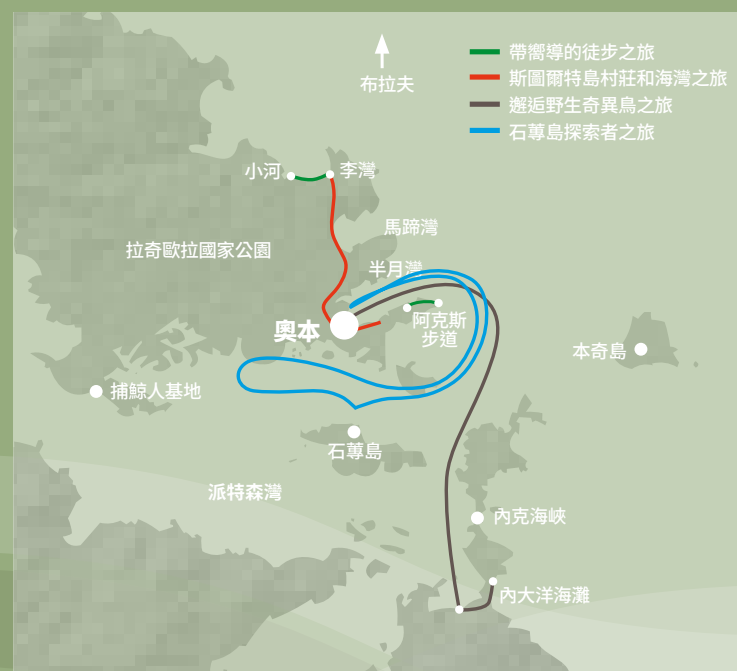 布拉夫
帶嚮導的徒步之旅
斯圖爾特島村莊和海灣之旅
邂逅野生奇異鳥之旅
石蓴島探索者之旅
小河
李灣
馬蹄灣
拉奇歐拉國家公園
半月灣
阿克斯
步道
奧本
本奇島
捕鯨人基地
石蓴島
派特森灣
內克海峽
內大洋海灘